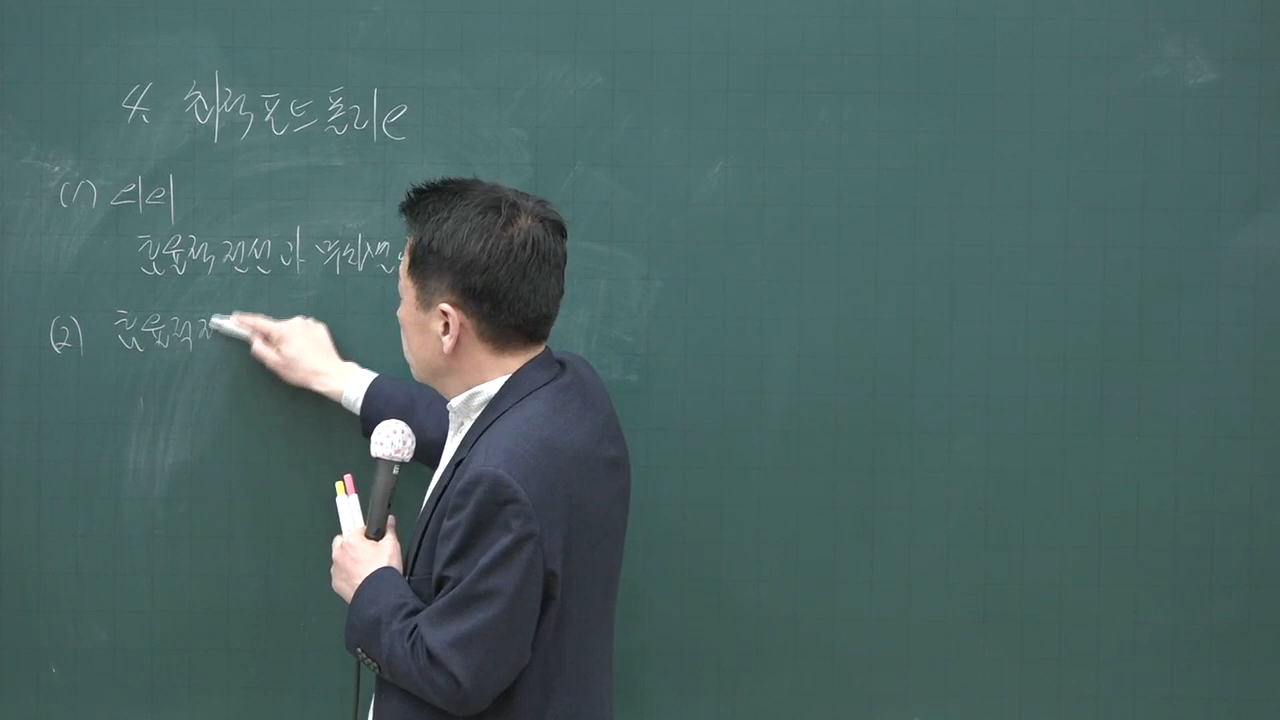 4. 최적포트폴리오
(1) 의의
효율적 전선과 무차별
(2) 효율적